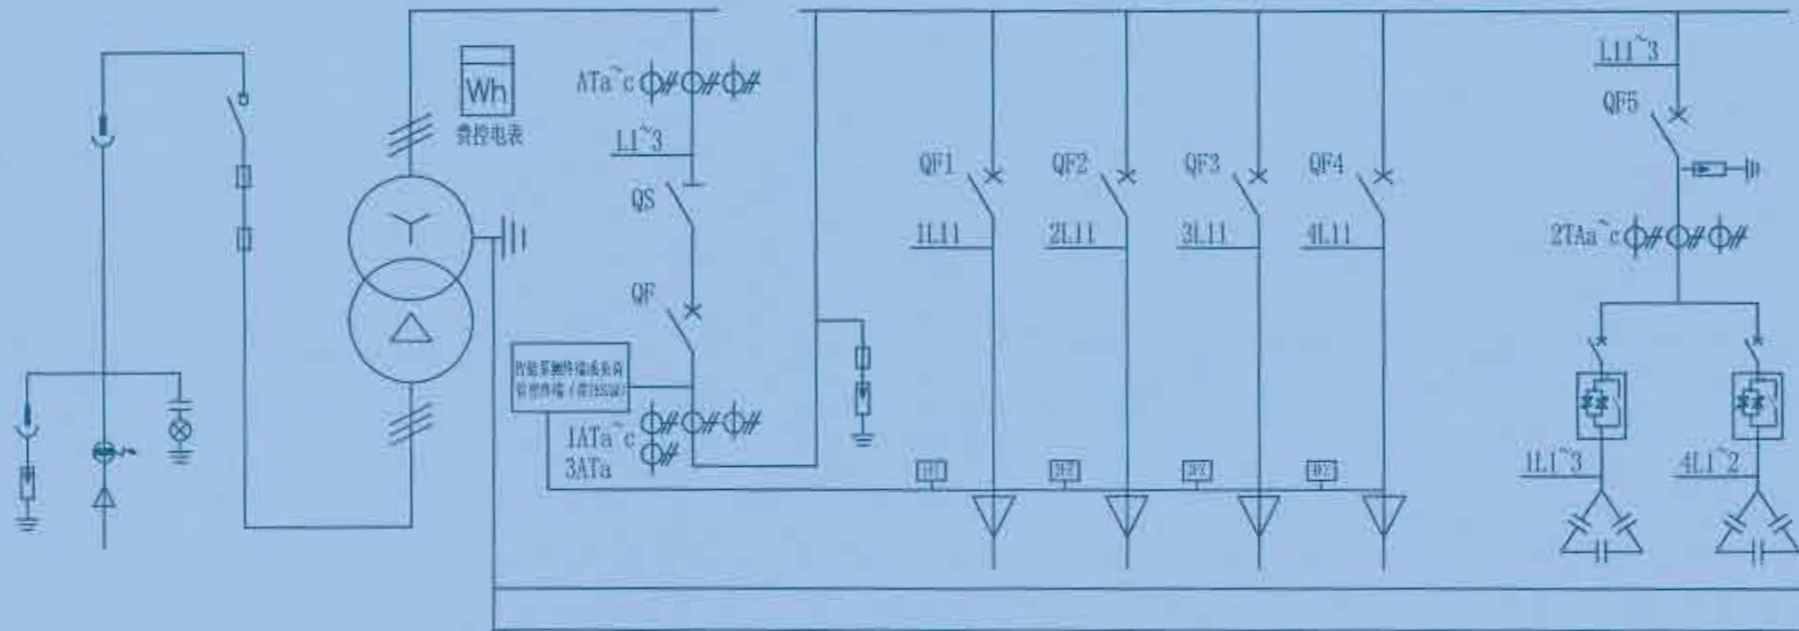 Wh
费控电表
ATa~c
L1~3
QS
QF
1ATa~c
3ATa
QF1
1L11
QF2
2L11
QF3
3L11
QF4
4L11
L11~3
QF5
2TAa~c
1L1~3
4L1~2